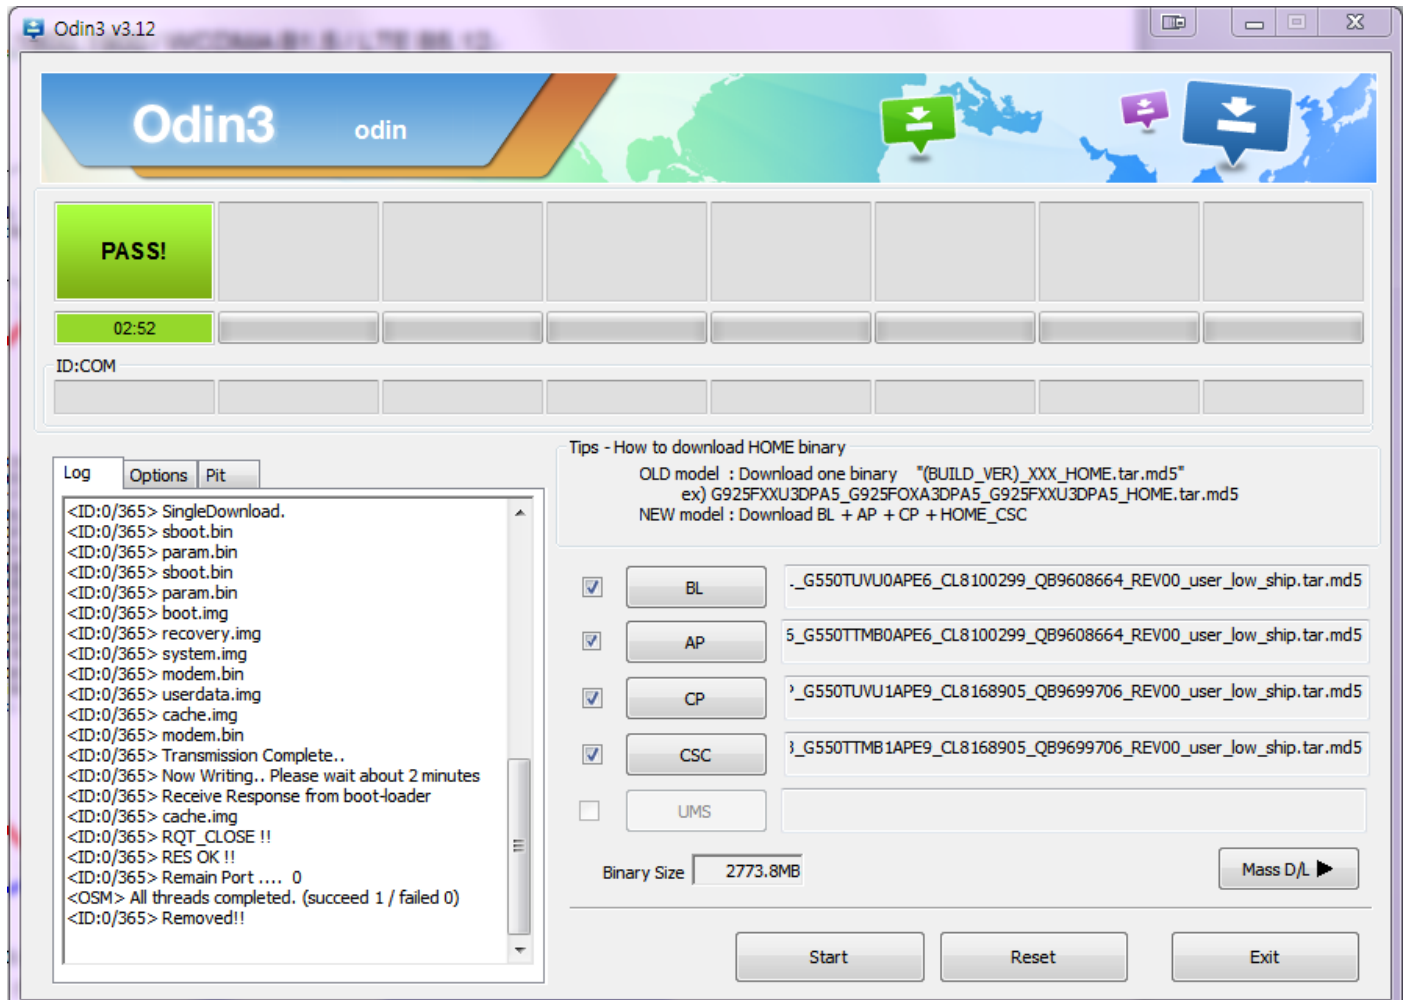 Odin3 v3.12
Odin3 odin
PASS!
02:52
ID:COM
Log Options Pit
<ID:0/365> SingleDownload.
<ID:0/365> sboot.bin
<ID:0/365> param.bin
<ID:0/365> sboot.bin
<ID:0/365> param.bin
<ID:0/365> boot.img
<ID:0/365> recovery.img
<ID:0/365> system.img
<ID:0/365> modem.bin
<ID:0/365> userdata.img
<ID:0/365> cache.img
<ID:0/365> modem.bin
<ID:0/365> Transmission Complete..
<ID:0/365> Now Writing.. Please wait about 2 minutes
<ID:0/365> Receive Response from boot-loader
<ID:0/365> cache.img
<ID:0/365> RQT_CLOSE !!
<ID:0/365> RES OK !!
<ID:0/365> Remain Port .... 0
<OSM> All threads completed. (succeed 1 / failed 0)
<ID:0/365> Removed!!
Tips - How to download HOME binary
OLD model : Download one binary "(BUILD_VER)_XXX_HOME.tar.md5"
ex) G925FXXU3DPA5_G925FOXA3DPA5_G925FXXU3DPA5_HOME.tar.md5
NEW model : Download BL + AP + CP + HOME_CSC
BL _G550TUVU0APE6_CL8100299_QB9608664_REV00_user_low_ship.tar.md5
AP 6_G550TTMB0APE6_CL8100299_QB9608664_REV00_user_low_ship.tar.md5
CP _G550TUVU1APE9_CL8168905_QB9699706_REV00_user_low_ship.tar.md5
CSC _G550TTMB1APE9_CL8168905_QB9699706_REV00_user_low_ship.tar.md5
UMS
Binary Size 2773.8MB
Mass D/L
Start Reset Exit